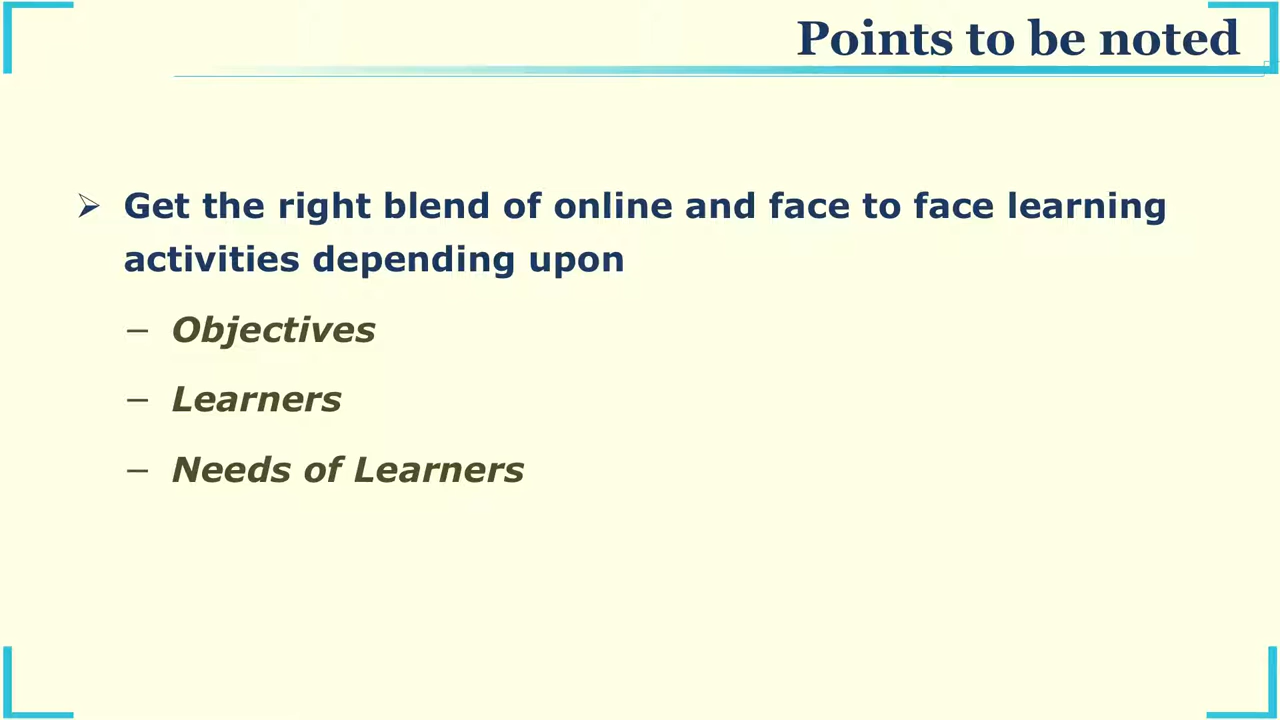 Points to be noted
➢ Get the right blend of online and face to face learning
activities depending upon
– Objectives
– Learners
– Needs of Learners